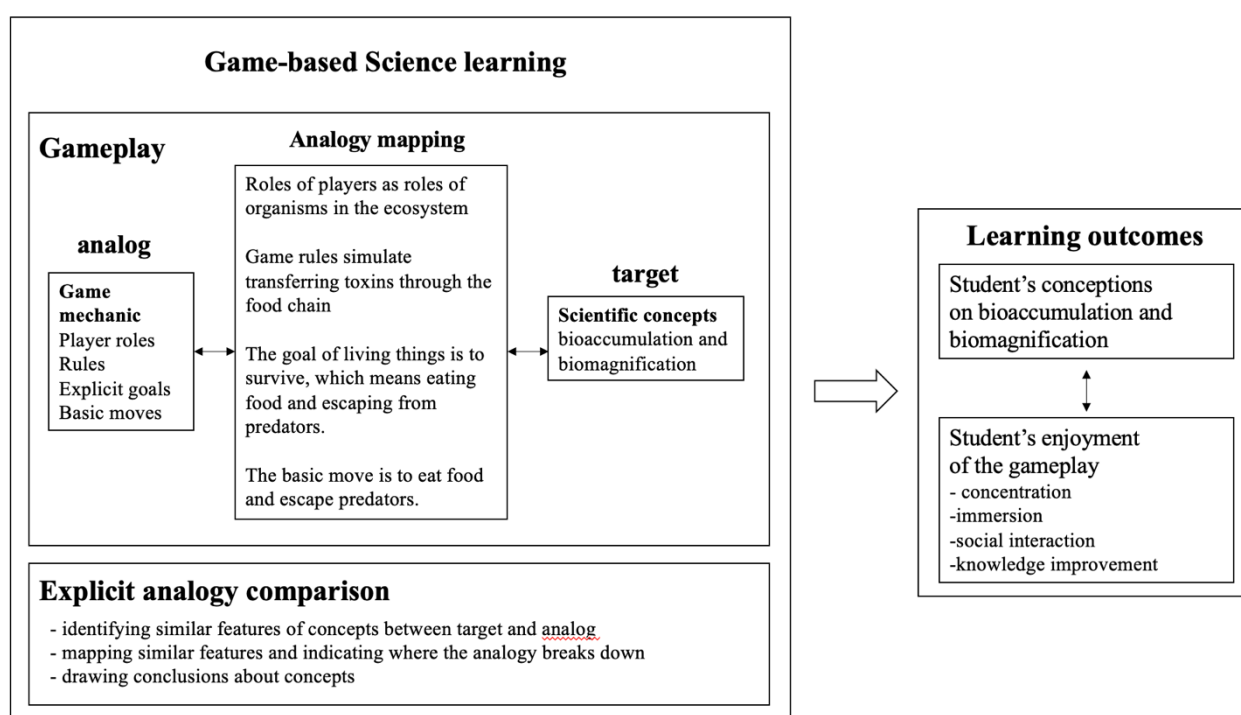 Game-based Science learning
Gameplay
Analogy mapping
analog
Game
mechanic
Player roles
Rules
Explicit goals
Basic moves
Roles of players as roles of
organisms in the ecosystem
Game rules simulate
transferring toxins through the
food chain
The goal of living things is to
survive, which means eating
food and escaping from
predators.
The basic move is to eat food
and escape predators.
target
Scientific concepts
bioaccumulation and
biomagnification
Explicit analogy comparison
- identifying similar features of concepts between target and analog
- mapping similar features and indicating where the analogy breaks down
- drawing conclusions about concepts
Learning outcomes
Student’s conceptions
on bioaccumulation and
biomagnification
Student’s enjoyment
of the gameplay
- concentration
-immersion
-social interaction
-knowledge improvement